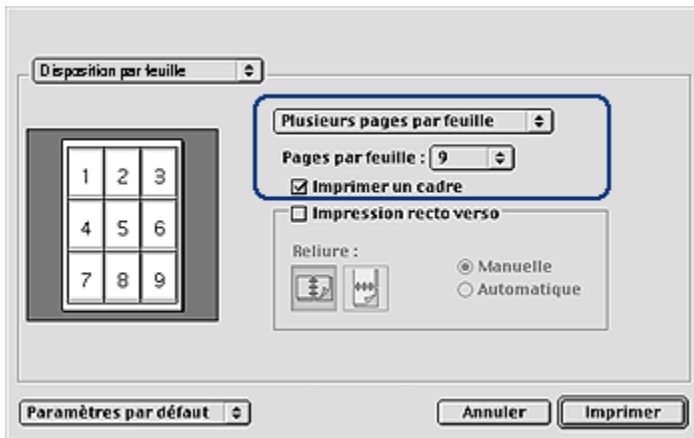 Disposition par feuille
Plusieurs pages par feuille
Pages par feuille : 9
Imprimer un cadre
1 2 3
4 5 6
7 8 9
Impression recto verso
Reliure :
Manuelle
Automatique
Paramètres par défaut
Annuler
Imprimer